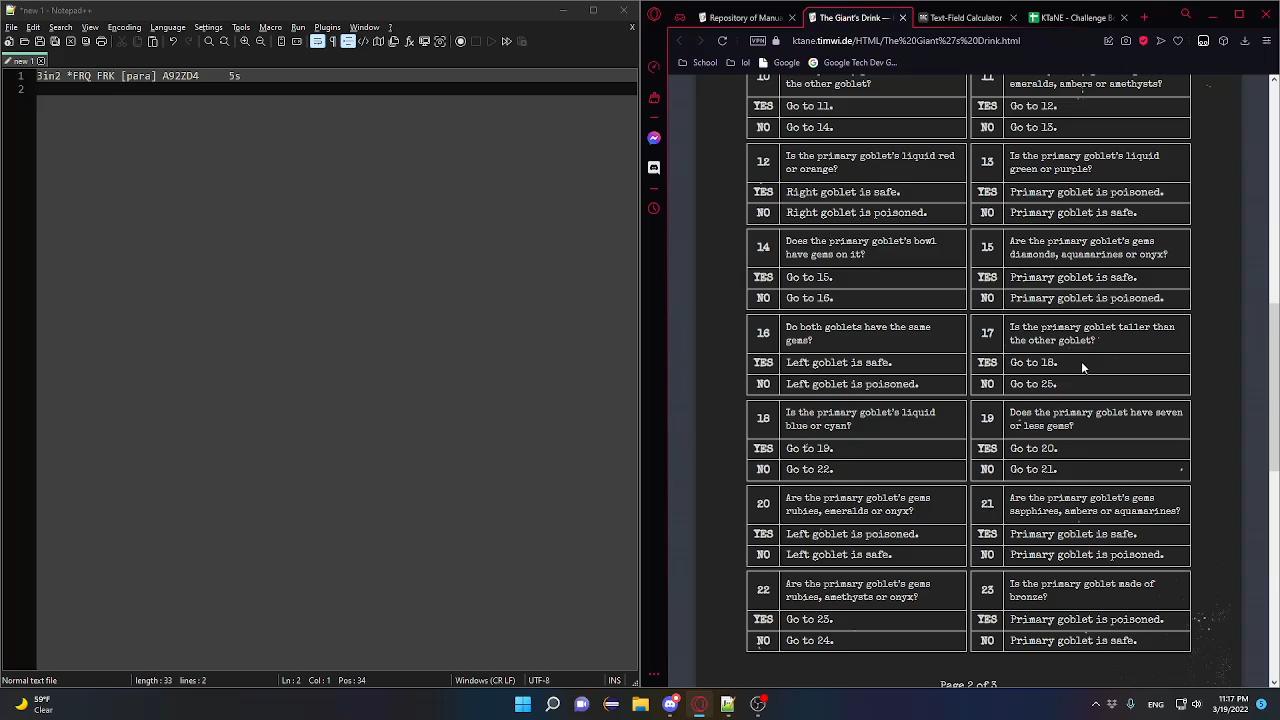 *new 1 - Notepad++
File Edit Search View Encoding Language Settings Tools Macro Run Plugins Window ? X
new 1
1 3in2 *FRQ FRK [para] A92ZD4 5s
2
Normal text file length: 33 lines: 2 Ln: 2 Col: 1 Pos: 34 Windows (CR LF) UTF-8 INS
Repository of Manua The Giant's Drink — Text-Field Calculator KTaNE - Challenge Bo
VPN ktane.timwi.de/HTML/The%20Giant%27s%20Drink.html
School lol Google Google Tech Dev G...
10 the other goblet?
YES Go to 11.
NO Go to 14.
11 emeralds, ambers or amethysts?
YES Go to 12.
NO Go to 13.
12 Is the primary goblet's liquid red
or orange?
YES Right goblet is safe.
NO Right goblet is poisoned.
13 Is the primary goblet's liquid
green or purple?
YES Primary goblet is poisoned.
NO Primary goblet is safe.
14 Does the primary goblet's bowl
have gems on it?
YES Go to 15.
NO Go to 16.
15 Are the primary goblet's gems
diamonds, aquamarines or onyx?
YES Primary goblet is safe.
NO Primary goblet is poisoned.
16 Do both goblets have the same
gems?
YES Left goblet is safe.
NO Left goblet is poisoned.
17 Is the primary goblet taller than
the other goblet?
YES Go to 18.
NO Go to 25.
18 Is the primary goblet's liquid
blue or cyan?
YES Go to 19.
NO Go to 22.
19 Does the primary goblet have seven
or less gems?
YES Go to 20.
NO Go to 21.
20 Are the primary goblet's gems
rubies, emeralds or onyx?
YES Left goblet is poisoned.
NO Left goblet is safe.
21 Are the primary goblet's gems
sapphires, ambers or aquamarines?
YES Primary goblet is safe.
NO Primary goblet is poisoned.
22 Are the primary goblet's gems
rubies, amethysts or onyx?
YES Go to 23.
NO Go to 24.
23 Is the primary goblet made of
bronze?
YES Primary goblet is poisoned.
NO Primary goblet is safe.
Page 2 of 3
59°F
Clear
ENG
11:17 PM
3/19/2022
5